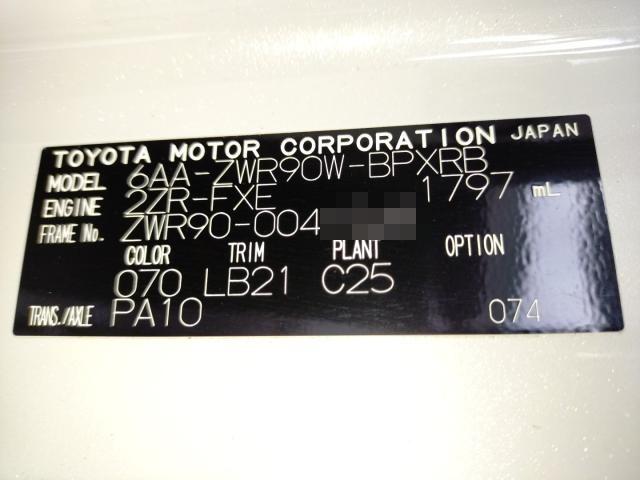 TOYOTA MOTOR CORPORATION JAPAN
MODEL 6AA-ZWR90W-BPXRB
ENGINE 2ZR-FXE 1797 mL
FRAME No. ZWR90-004
COLOR TRIM PLANT OPTION
070 LB21 C25
TRANS./AXLE PA10 074